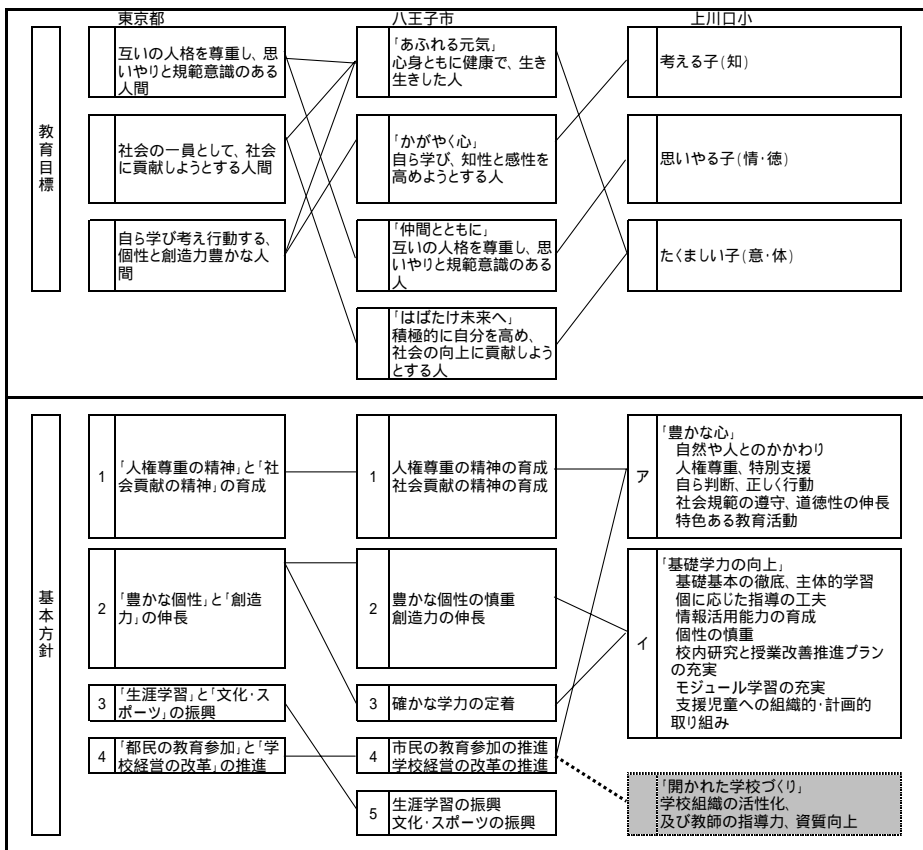 東京都
八王子市
上川口小
教育目標
互いの人格を尊重し、思
いやりと規範意識のある
人間
社会の一員として、社会
に貢献しようとする人間
自ら学び考え行動する、
個性と創造力豊かな人
間
「あふれる元気」
心身ともに健康で、生き
生きした人
「かがやく心」
自ら学び、知性と感性を
高めようとする人
「仲間とともに」
互いの人格を尊重し、思
いやりと規範意識のある
人
「はばたけ未来へ」
積極的に自分を高め、
社会の向上に貢献しよう
とする人
考える子(知)
思いやる子(情・徳)
たくましい子(意・体)
基本方針
1
「人権尊重の精神」と「社
会貢献の精神」の育成
2
「豊かな個性」と「創造
力」の伸長
3
「生涯学習」と「文化・ス
ポーツ」の振興
4
「都民の教育参加」と「学
校経営の改革」の推進
1
人権尊重の精神の育成
社会貢献の精神の育成
2
豊かな個性の慎重
創造力の伸長
3
確かな学力の定着
4
市民の教育参加の推進
学校経営の改革の推進
5
生涯学習の振興
文化・スポーツの振興
ア
「豊かな心」
自然や人とのかかわり
人権尊重、特別支援
自ら判断、正しく行動
社会規範の遵守、道徳性の伸長
特色ある教育活動
イ
「基礎学力の向上」
基礎基本の徹底、主体的学習
個に応じた指導の工夫
情報活用能力の育成
個性の慎重
校内研究と授業改善推進プラン
の充実
モジュール学習の充実
支援児童への組織的・計画的
取り組み
「開かれた学校づくり」
学校組織の活性化、
及び教師の指導力、資質向上